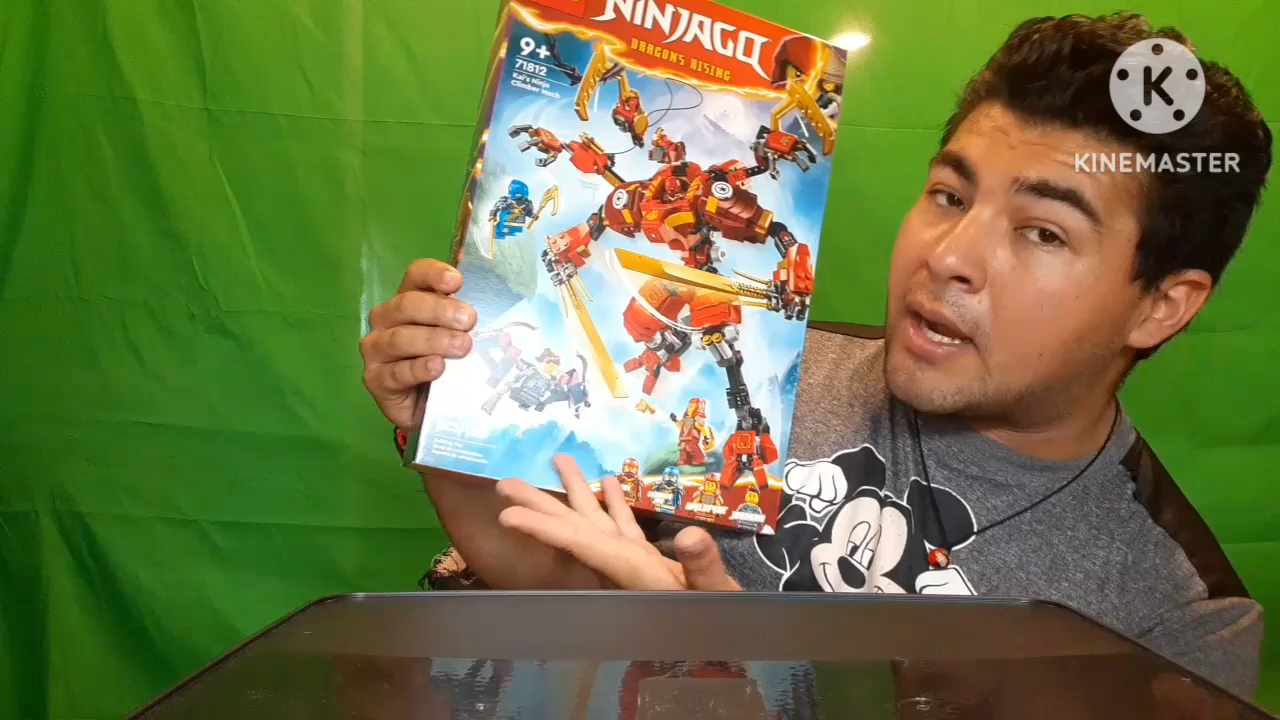 NINJAGO
DRAGONS RISING
9+
71812
Kai's Ninja
Climber Mech
K
KINEMASTER